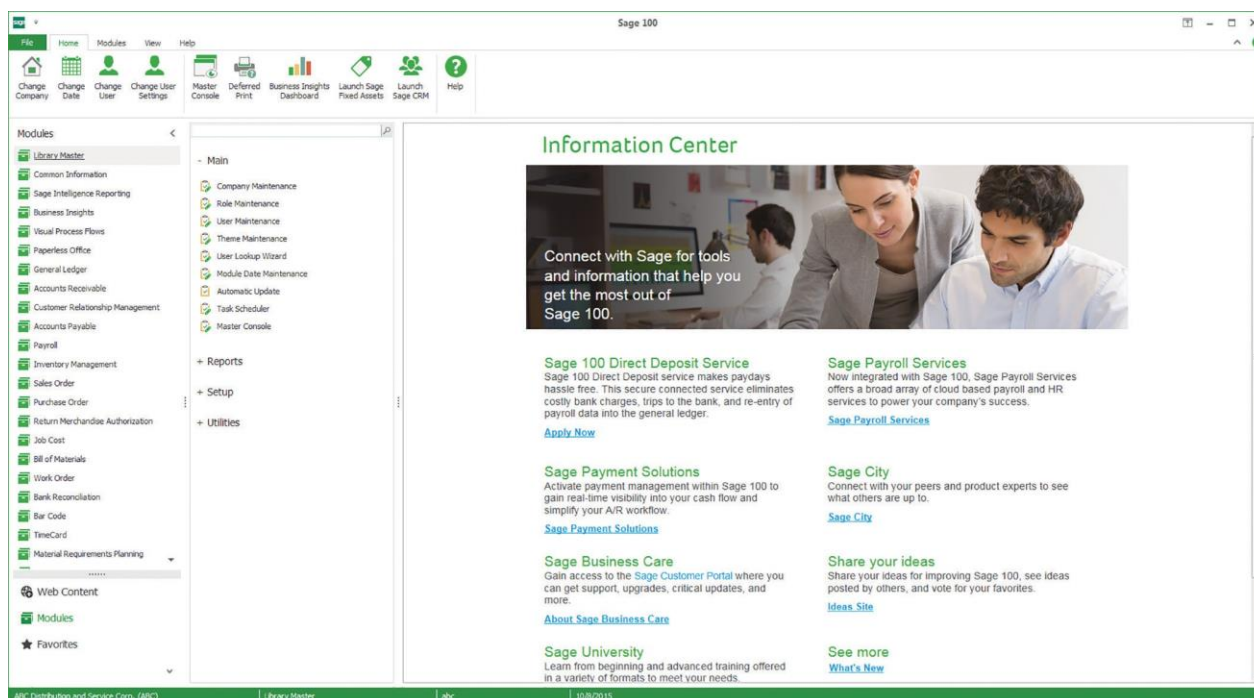 sage
Sage 100
File Home Modules View Help
Change Company
Change Date
Change User
Change User Settings
Master Console
Deferred Print
Business Insights Dashboard
Launch Sage Fixed Assets
Launch Sage CRM
Help
Modules
Library Master
Common Information
Sage Intelligence Reporting
Business Insights
Visual Process Flows
Paperless Office
General Ledger
Accounts Receivable
Customer Relationship Management
Accounts Payable
Payroll
Inventory Management
Sales Order
Purchase Order
Return Merchandise Authorization
Job Cost
Bill of Materials
Work Order
Bank Reconciliation
Bar Code
TimeCard
Material Requirements Planning
Web Content
Modules
Favorites
- Main
Company Maintenance
Role Maintenance
User Maintenance
Theme Maintenance
User Lookup Wizard
Module Date Maintenance
Automatic Update
Task Scheduler
Master Console
+ Reports
+ Setup
+ Utilities
Information Center
Connect with Sage for tools
and information that help you
get the most out of
Sage 100.
Sage 100 Direct Deposit Service
Sage 100 Direct Deposit service makes paydays
hassle free. This secure connected service eliminates
costly bank charges, trips to the bank, and re-entry of
payroll data into the general ledger.
Apply Now
Sage Payroll Services
Now integrated with Sage 100, Sage Payroll Services
offers a broad array of cloud based payroll and HR
services to power your company's success.
Sage Payroll Services
Sage Payment Solutions
Activate payment management within Sage 100 to
gain real-time visibility into your cash flow and
simplify your A/R workflow.
Sage Payment Solutions
Sage City
Connect with your peers and product experts to see
what others are up to.
Sage City
Sage Business Care
Gain access to the Sage Customer Portal where you
can get support, upgrades, critical updates, and
more.
About Sage Business Care
Share your ideas
Share your ideas for improving Sage 100, see ideas
posted by others, and vote for your favorites.
Ideas Site
Sage University
Learn from beginning and advanced training offered
in a variety of formats to meet your needs.
See more
What's New
ABC Distribution and Service Corp. (ABC) Library Master abc 10/8/2015